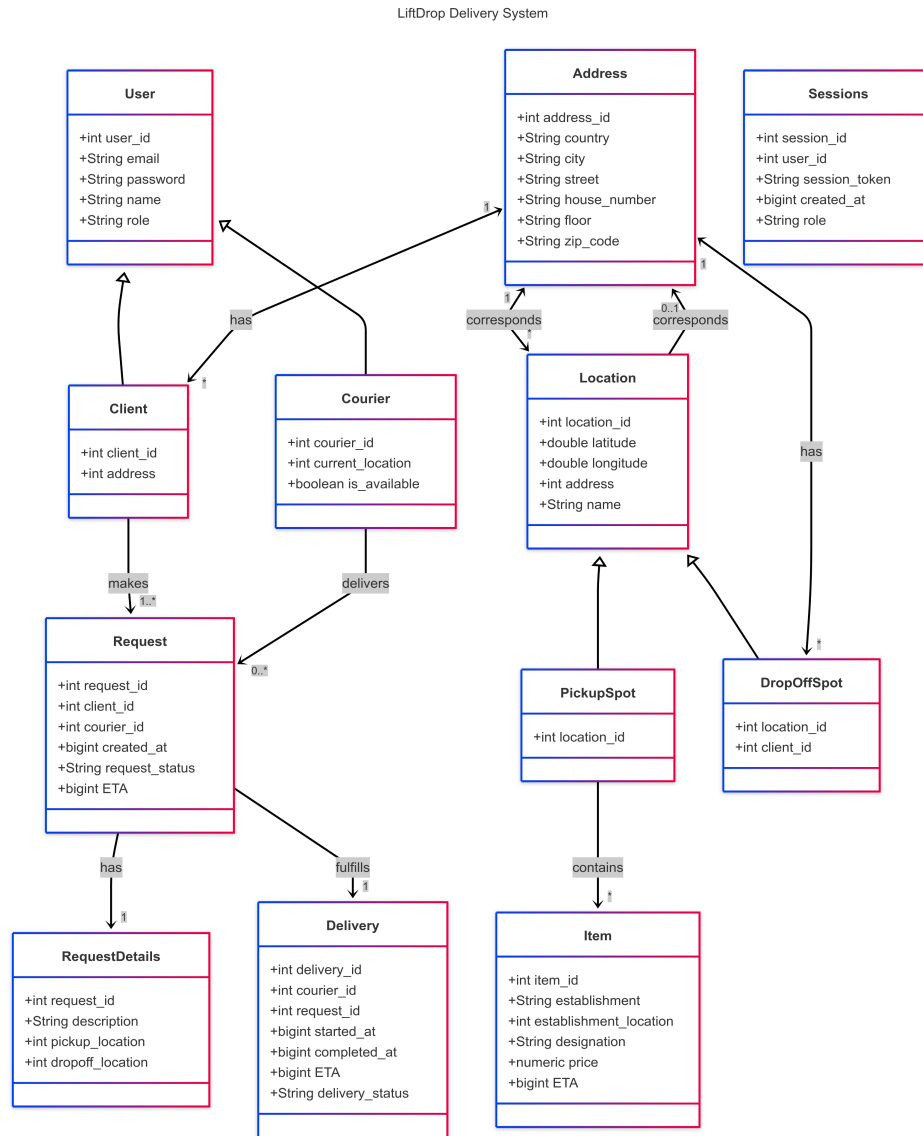 LiftDrop Delivery System
User
+int user_id
+String email
+String password
+String name
+String role
Address
+int address_id
+String country
+String city
+String street
+String house_number
+String floor
+String zip_code
Sessions
+int session_id
+int user_id
+String session_token
+bigint created_at
+String role
1
1
has
*
1
corresponds
*
0..1
corresponds
Client
+int client_id
+int address
Courier
+int courier_id
+int current_location
+boolean is_available
Location
+int location_id
+double latitude
+double longitude
+int address
+String name
has
*
makes
1..*
delivers
0..*
Request
+int request_id
+int client_id
+int courier_id
+bigint created_at
+String request_status
+bigint ETA
PickupSpot
+int location_id
DropOffSpot
+int location_id
+int client_id
has
1
fulfills
1
contains
*
RequestDetails
+int request_id
+String description
+int pickup_location
+int dropoff_location
Delivery
+int delivery_id
+int courier_id
+int request_id
+bigint started_at
+bigint completed_at
+bigint ETA
+String delivery_status
Item
+int item_id
+String establishment
+int establishment_location
+String designation
+numeric price
+bigint ETA